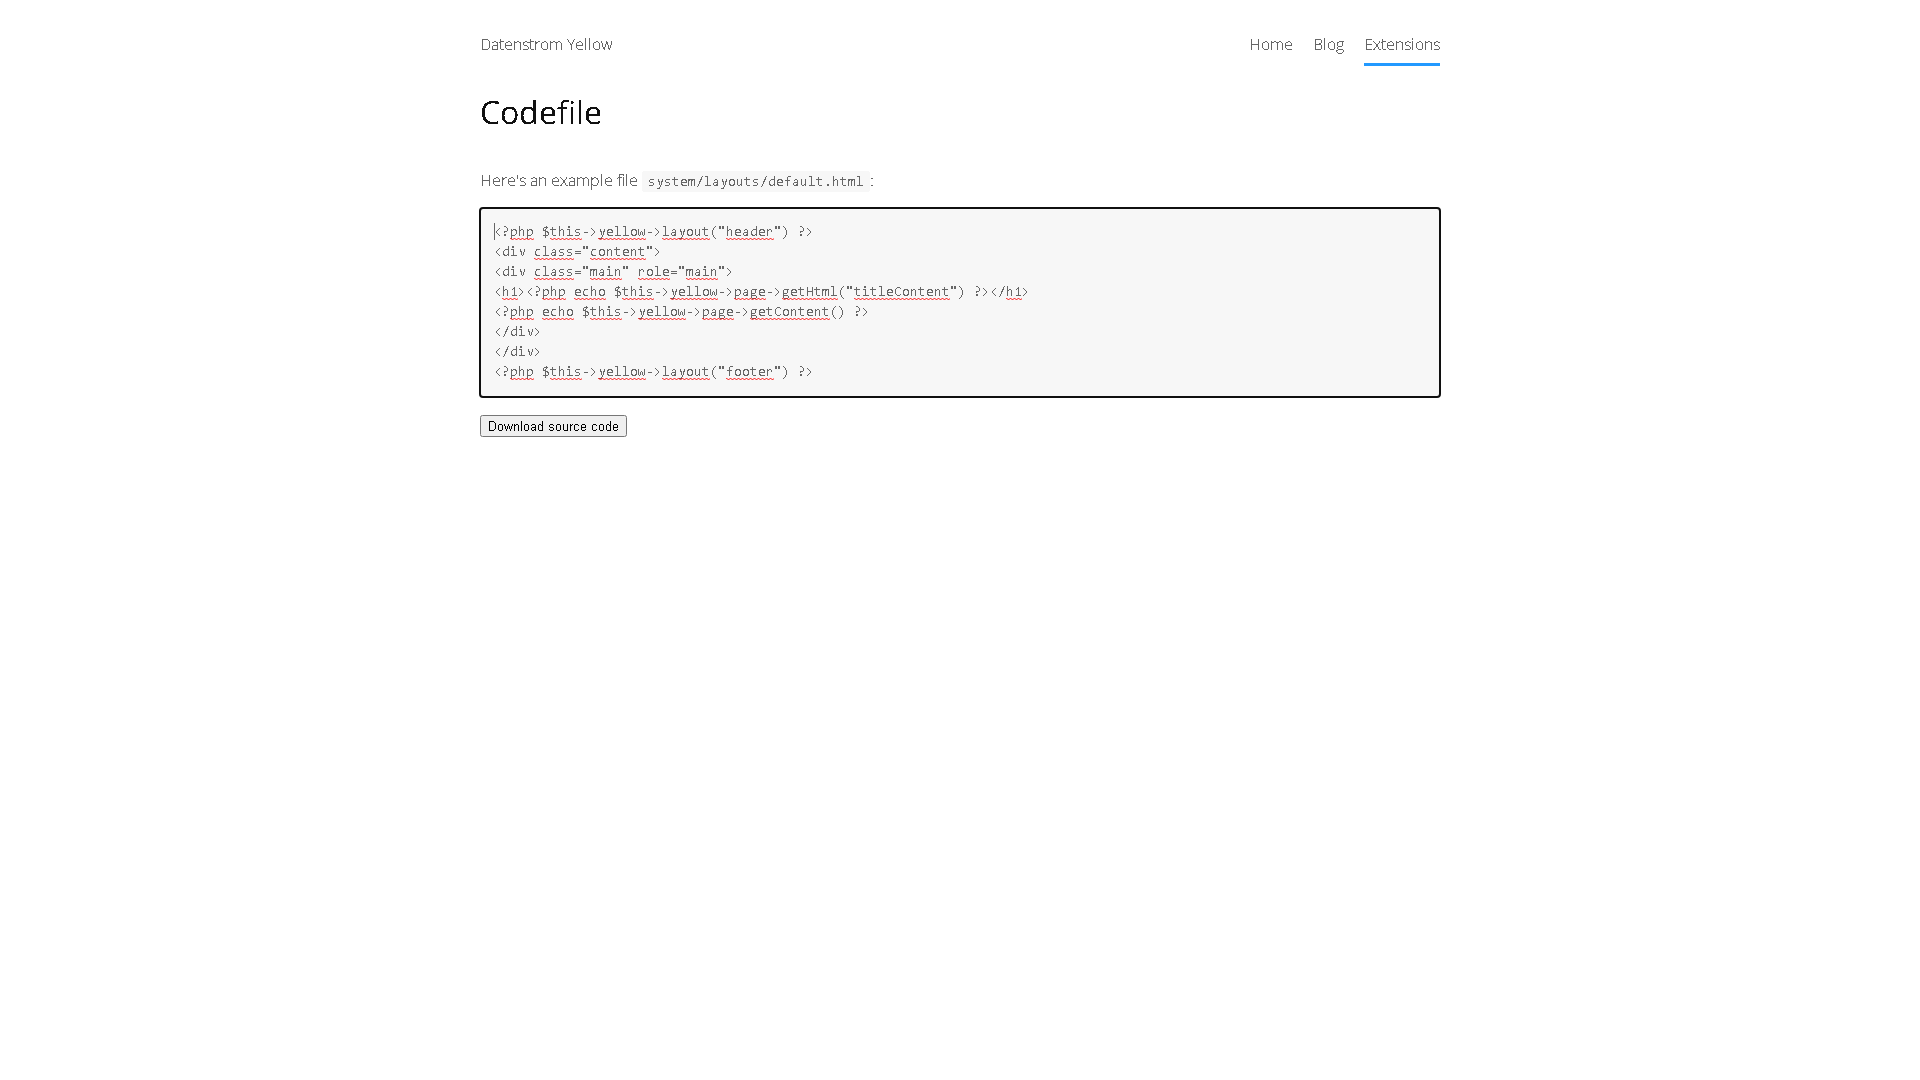 Datenstrom Yellow
Home Blog Extensions
Codefile
Here's an example file system/layouts/default.html :
<?php $this->yellow->layout("header") ?>
<div class="content">
<div class="main" role="main">
<h1><?php echo $this->yellow->page->getHtml("titleContent") ?></h1>
<?php echo $this->yellow->page->getContent() ?>
</div>
</div>
<?php $this->yellow->layout("footer") ?>
Download source code